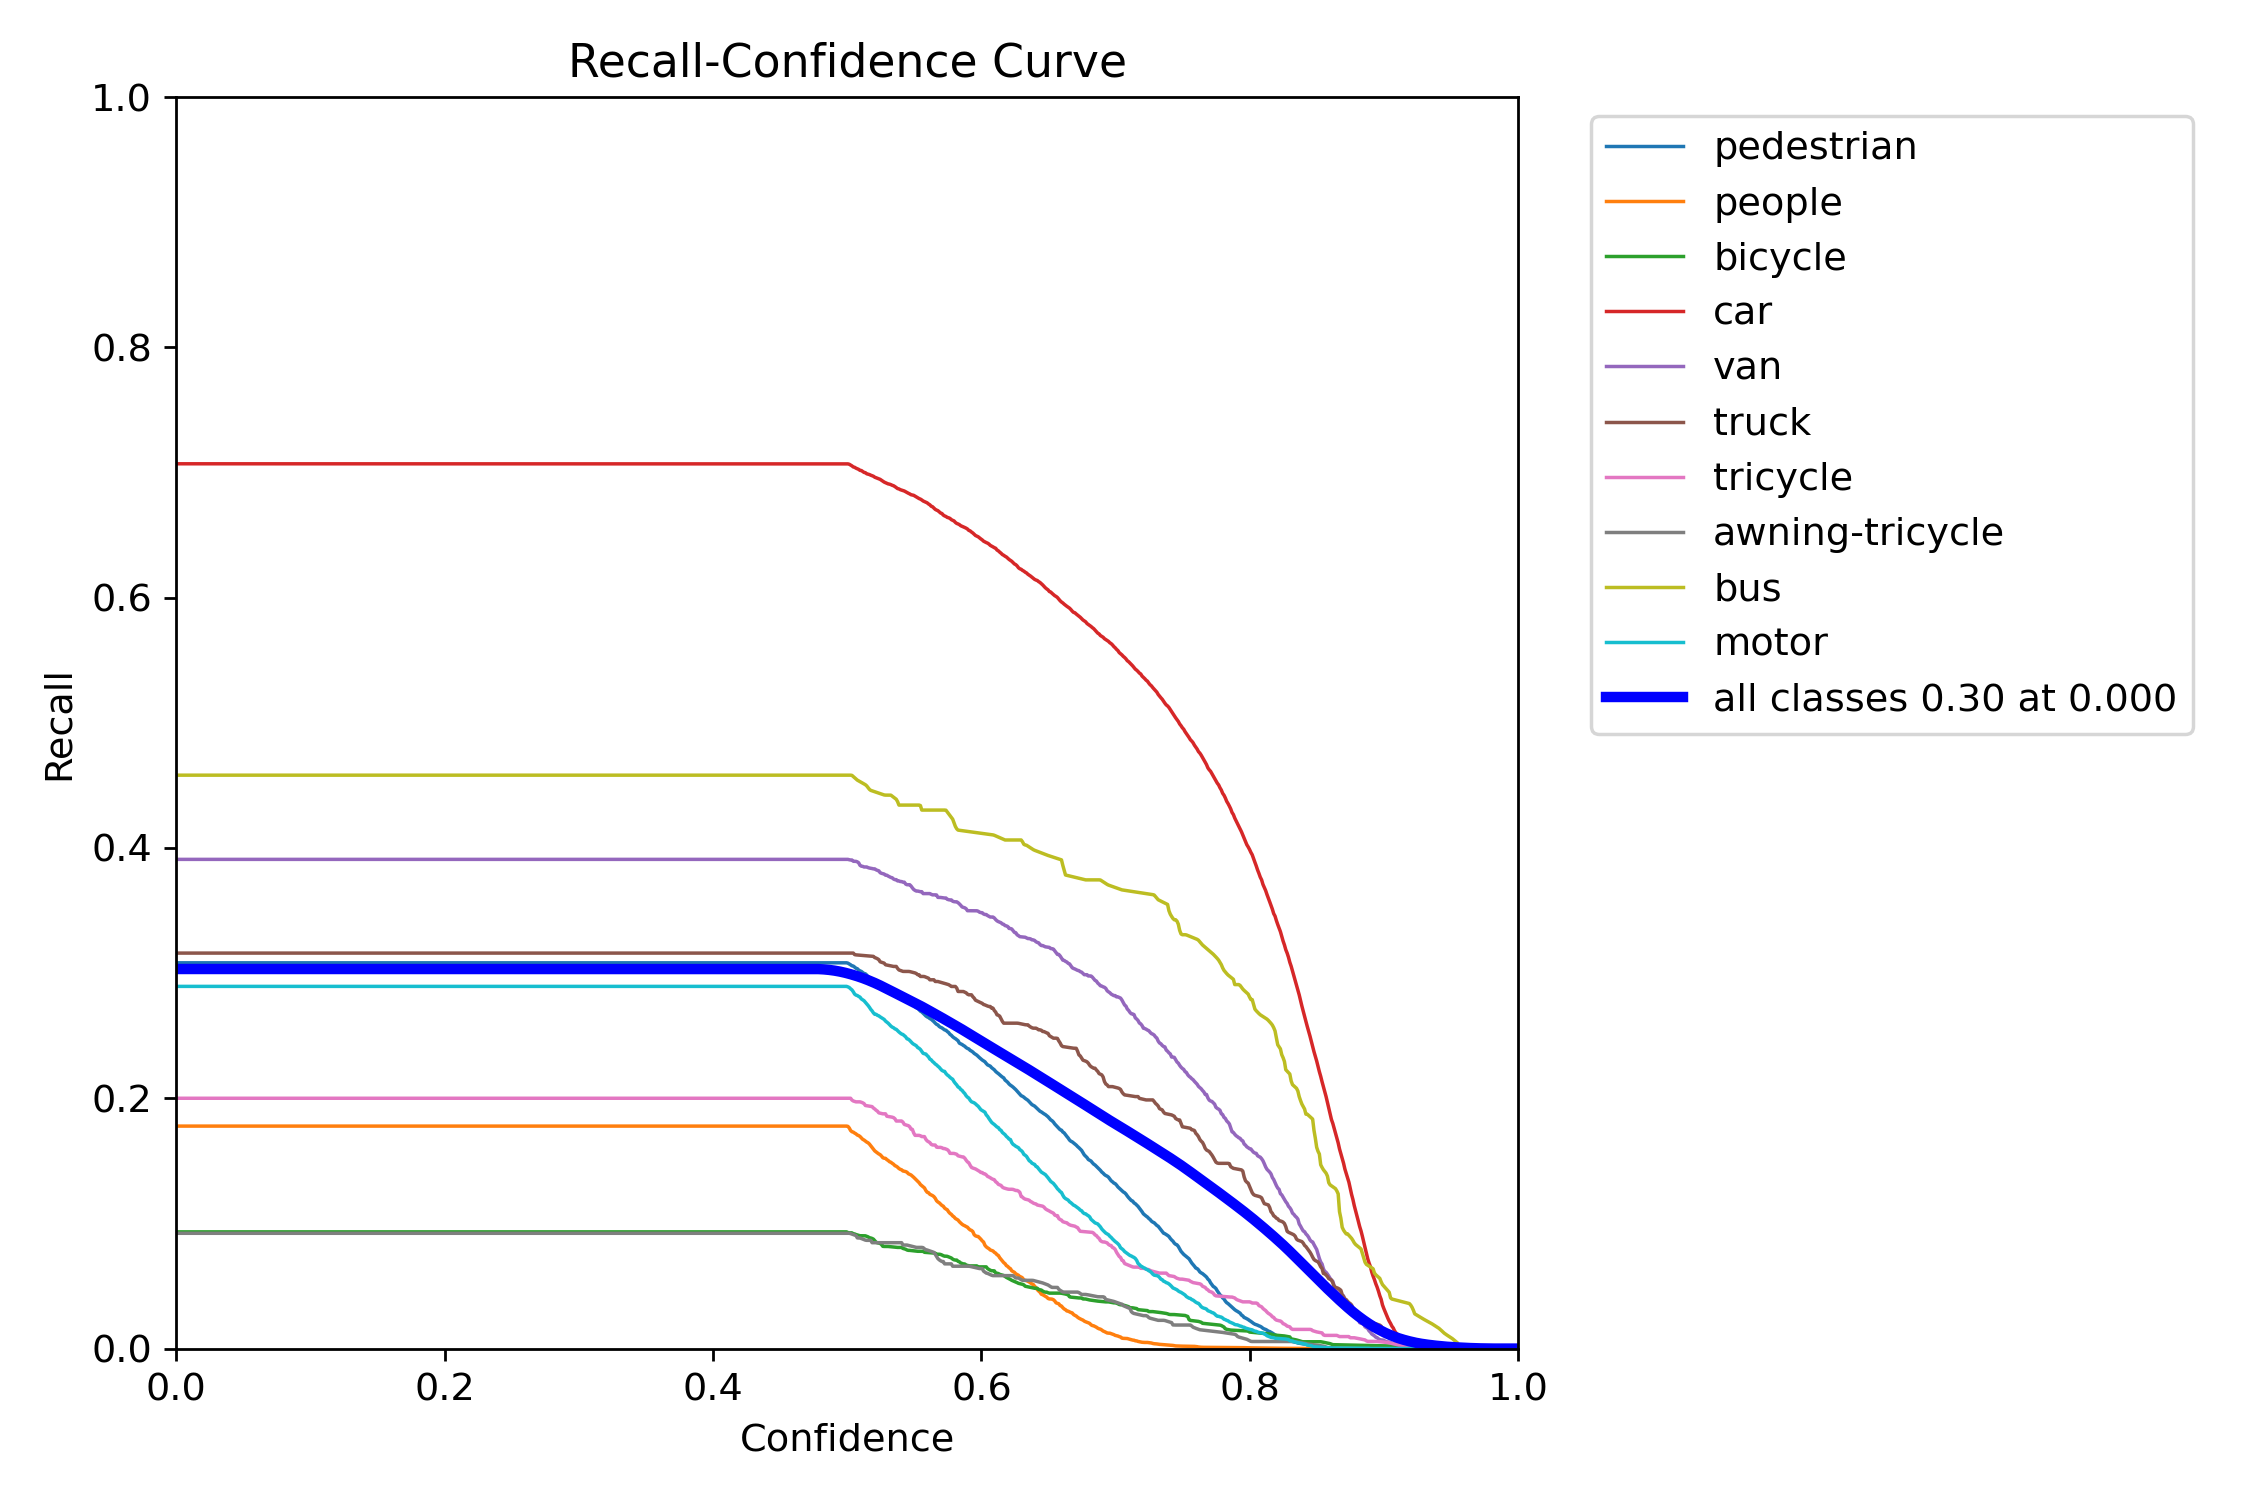 Recall-Confidence Curve
1.0
0.8
0.6
0.4
0.2
0.0
Recall
0.0 0.2 0.4 0.6 0.8 1.0
Confidence
pedestrian
people
bicycle
car
van
truck
tricycle
awning-tricycle
bus
motor
all classes 0.30 at 0.000